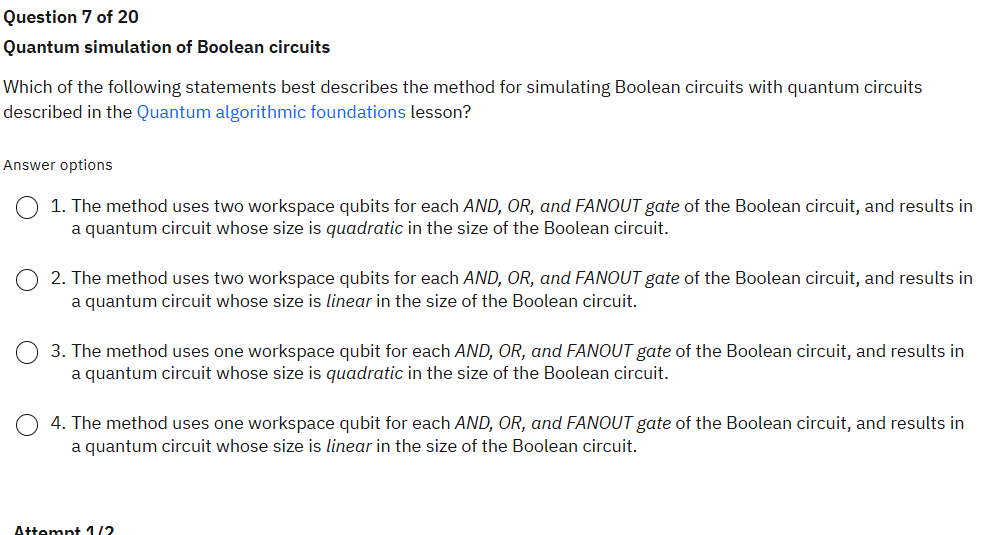 Question 7 of 20
Quantum simulation of Boolean circuits
Which of the following statements best describes the method for simulating Boolean circuits with quantum circuits
described in the Quantum algorithmic foundations lesson?
Answer options
1. The method uses two workspace qubits for each AND, OR, and FANOUT gate of the Boolean circuit, and results in
a quantum circuit whose size is quadratic in the size of the Boolean circuit.
2. The method uses two workspace qubits for each AND, OR, and FANOUT gate of the Boolean circuit, and results in
a quantum circuit whose size is linear in the size of the Boolean circuit.
3. The method uses one workspace qubit for each AND, OR, and FANOUT gate of the Boolean circuit, and results in
a quantum circuit whose size is quadratic in the size of the Boolean circuit.
4. The method uses one workspace qubit for each AND, OR, and FANOUT gate of the Boolean circuit, and results in
a quantum circuit whose size is linear in the size of the Boolean circuit.
Attempt 1/2